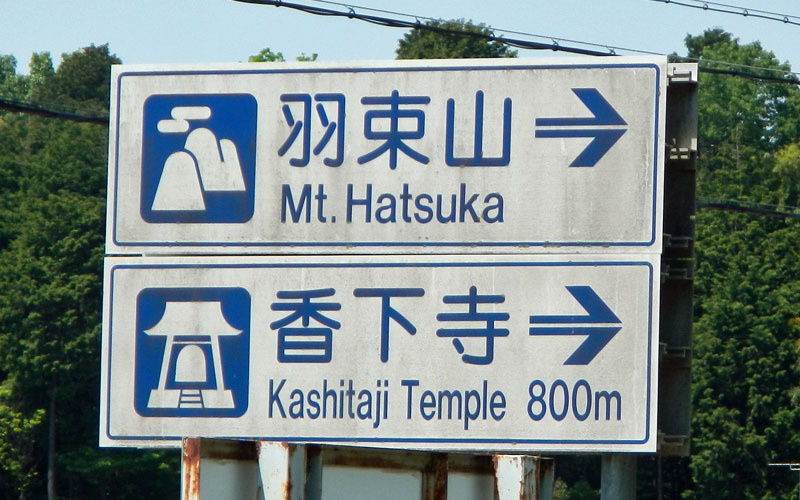 羽束山
Mt. Hatsuka
香下寺
Kashitaji Temple 800m